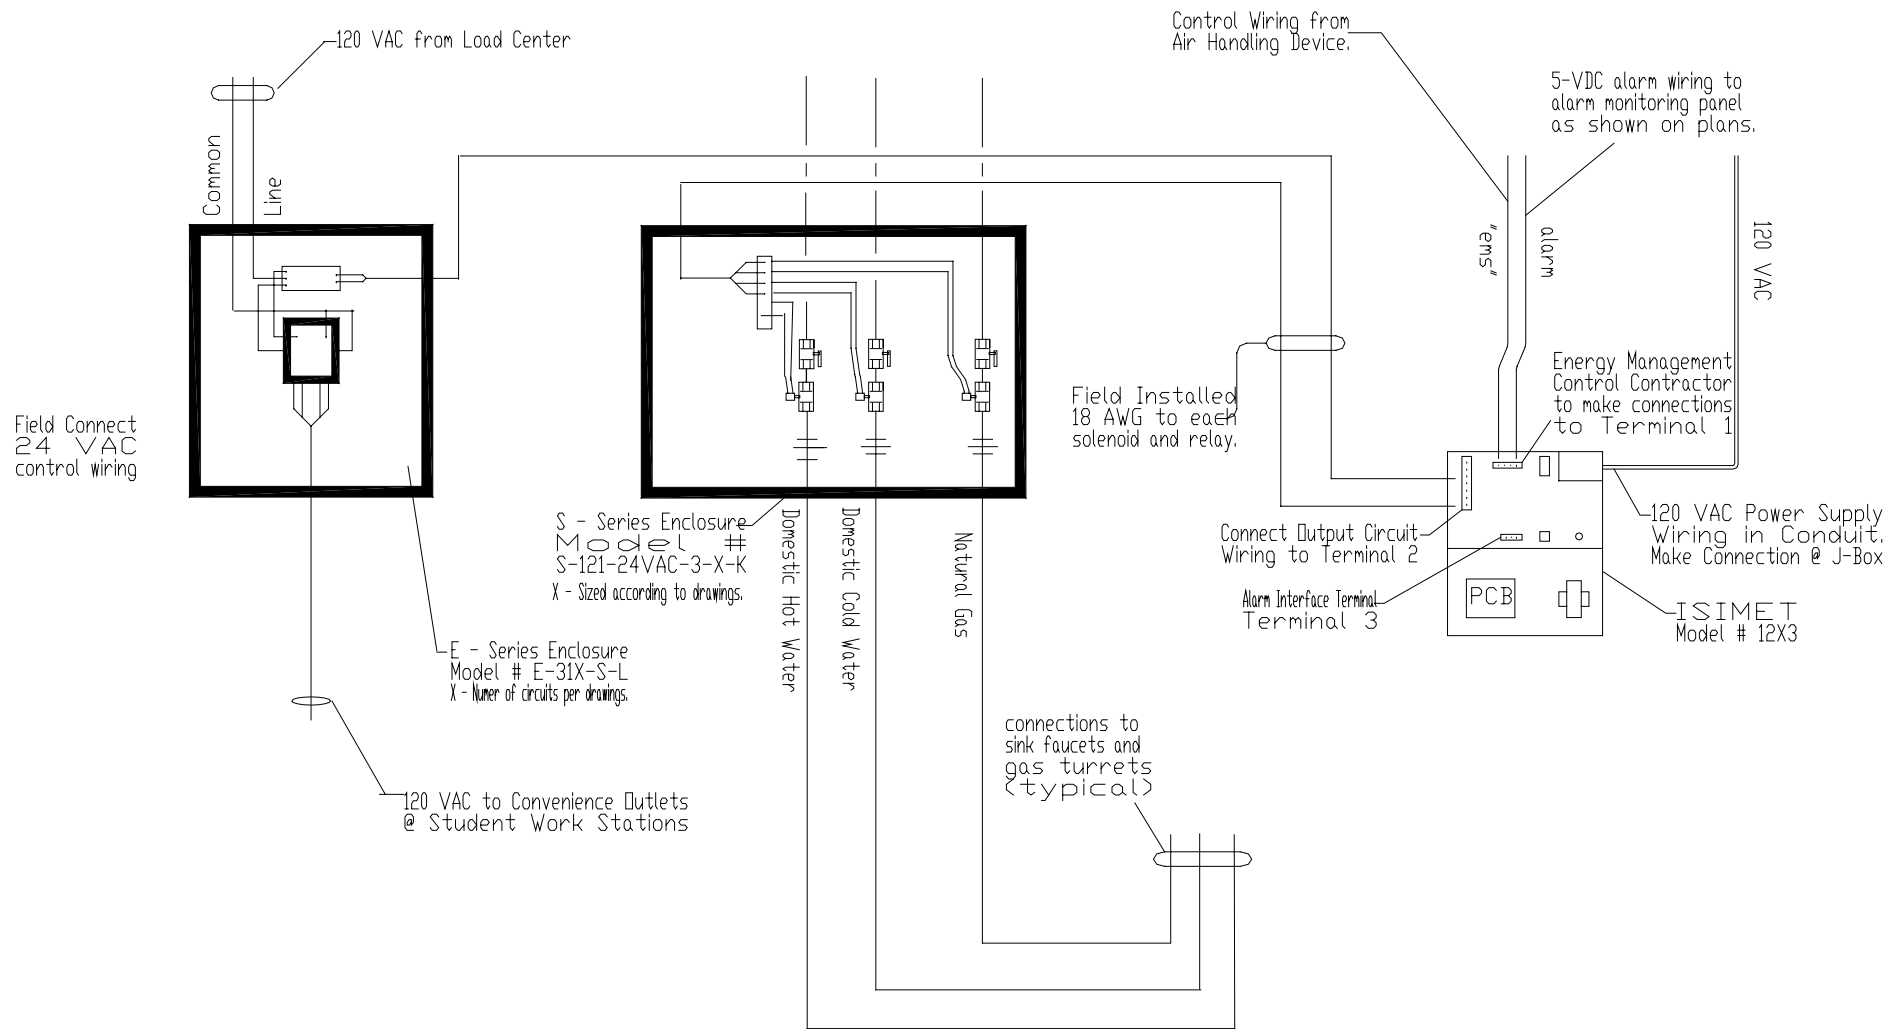 120 VAC from Load Center
Control Wiring from
Air Handling Device.
5-VDC alarm wiring to
alarm monitoring panel
as shown on plans.
Common
Line
"ems"
alarm
120 VAC
Energy Management
Control Contractor
to make connections
to Terminal 1
Field Installed
18 AWG to each
solenoid and relay.
Field Connect
24 VAC
control wiring
S - Series Enclosure
Model #
S-121-24VAC-3-X-K
X - Sized according to drawings.
Domestic Hot Water
Domestic Cold Water
Natural Gas
Connect Output Circuit
Wiring to Terminal 2
120 VAC Power Supply
Wiring in Conduit.
Make Connection @ J-Box
Alarm Interface Terminal
Terminal 3
PCB
ISIMET
Model # 12X3
E - Series Enclosure
Model # E-31X-S-L
X - Numer of circuits per drawings.
connections to
sink faucets and
gas turrets
(typical)
120 VAC to Convenience Outlets
@ Student Work Stations